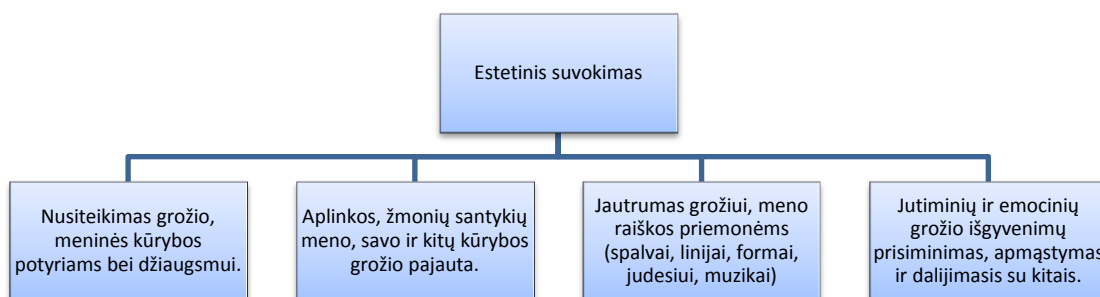 Estetinis suvokimas
Nusiteikimas grožio,
meninės kūrybos
potyriams bei džiaugsmui.
Aplinkos, žmonių santykių
meno, savo ir kitų kūrybos
grožio pajauta.
Jautrumas grožiui, meno
raiškos priemonėms
(spalvai, linijai, formai,
judesiui, muzikai)
Jutiminių ir emocinių
grožio išgyvenimų
prisiminimas, apmąstymas
ir dalijimasis su kitais.